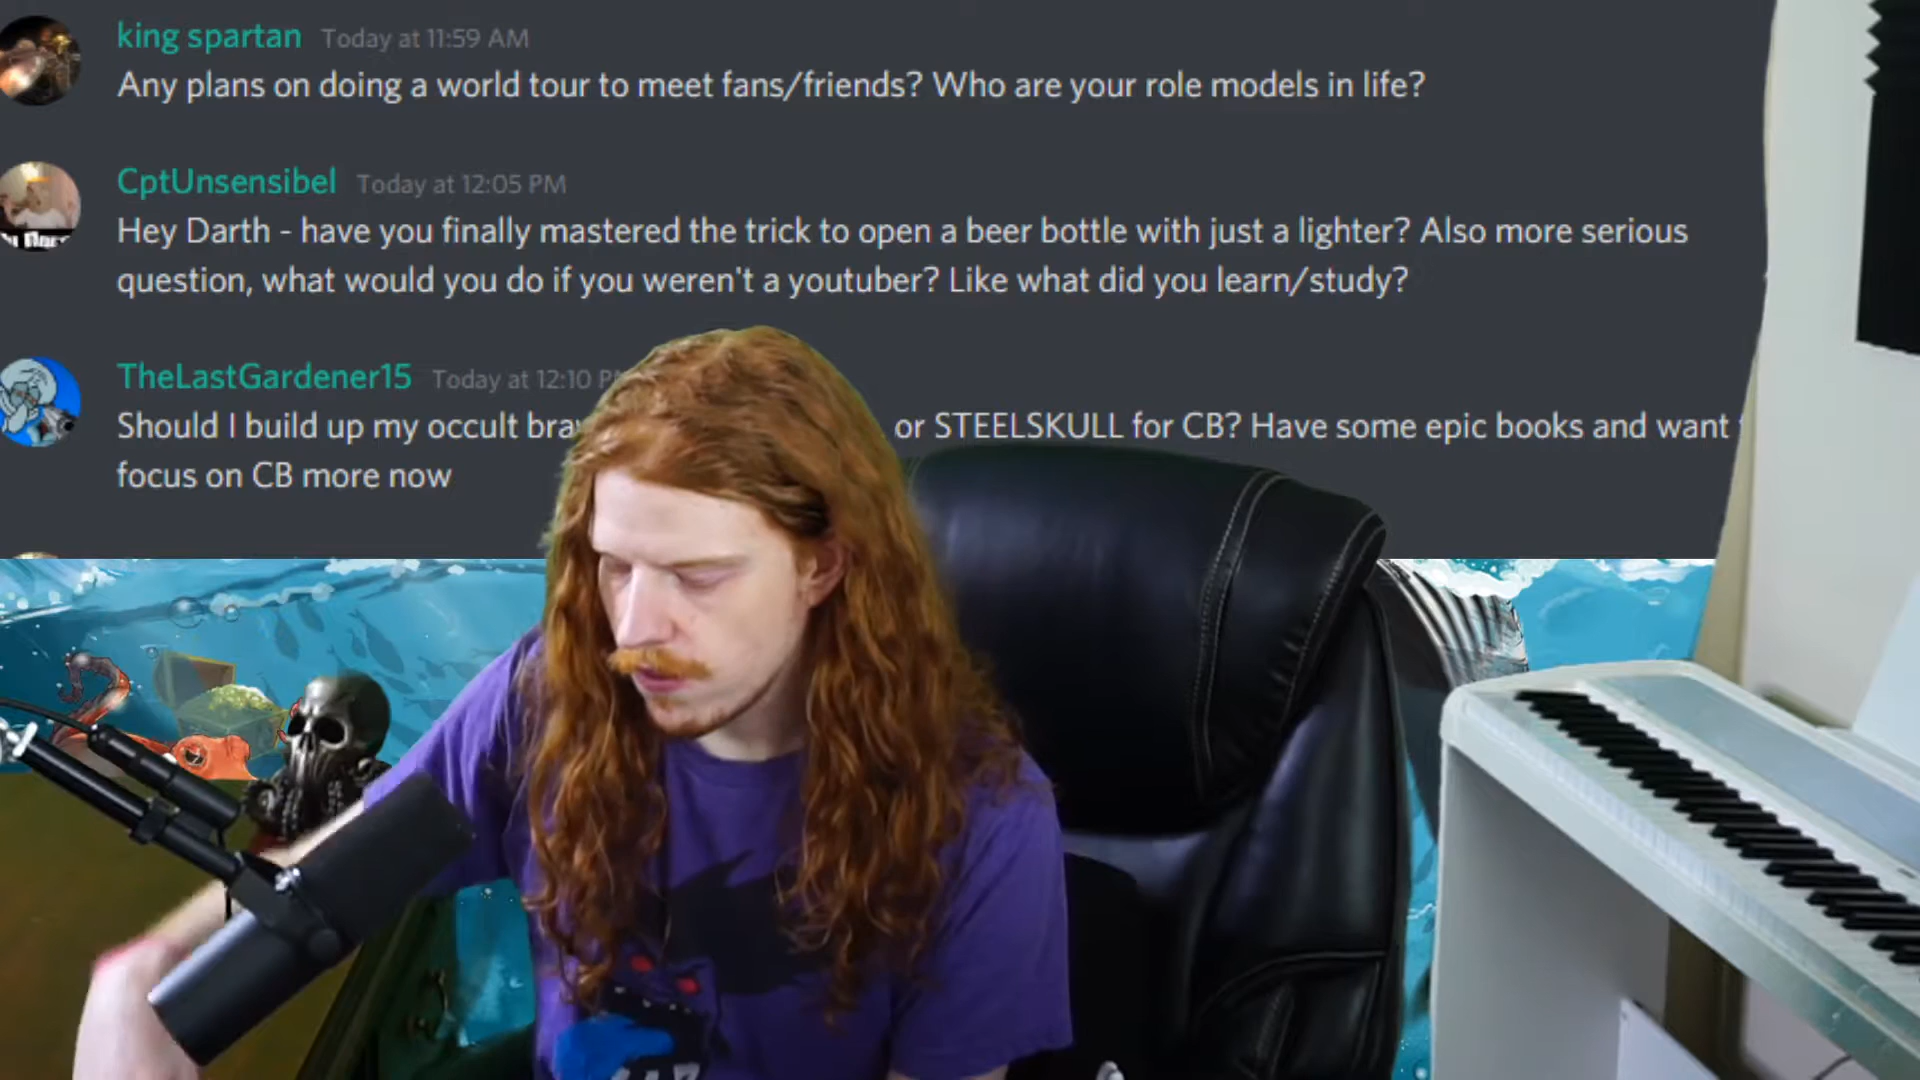 king spartan Today at 11:59 AM
Any plans on doing a world tour to meet fans/friends? Who are your role models in life?
CptUnsensibel Today at 12:05 PM
Hey Darth - have you finally mastered the trick to open a beer bottle with just a lighter? Also more serious
question, what would you do if you weren't a youtuber? Like what did you learn/study?
TheLastGardener15 Today at 12:10
Should I build up my occult or STEELSKULL for CB? Have some epic books and want
focus on CB more now